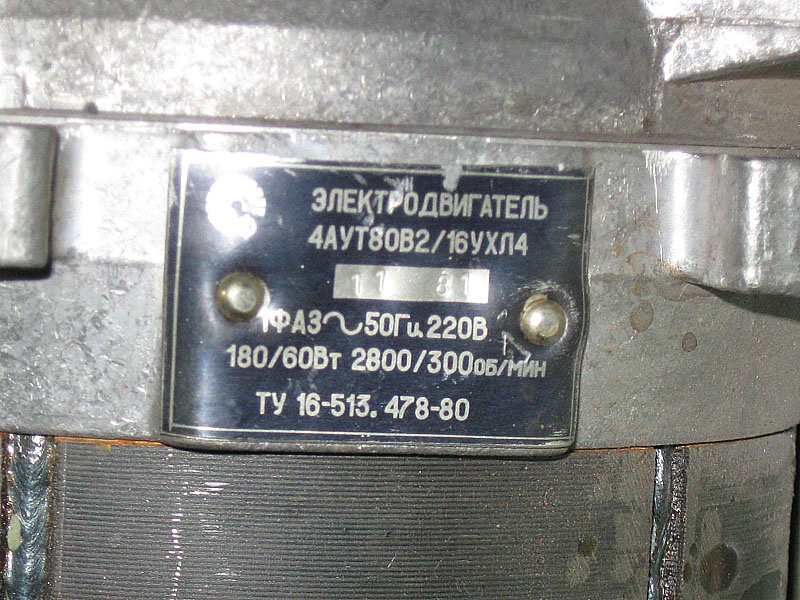 ЭЛЕКТРОДВИГАТЕЛЬ
4АУТ80В2/16УХЛ4
11 81
1ФАЗ~50Гц 220В
180/60Вт 2800/300об/мин
ТУ 16-513. 478-80